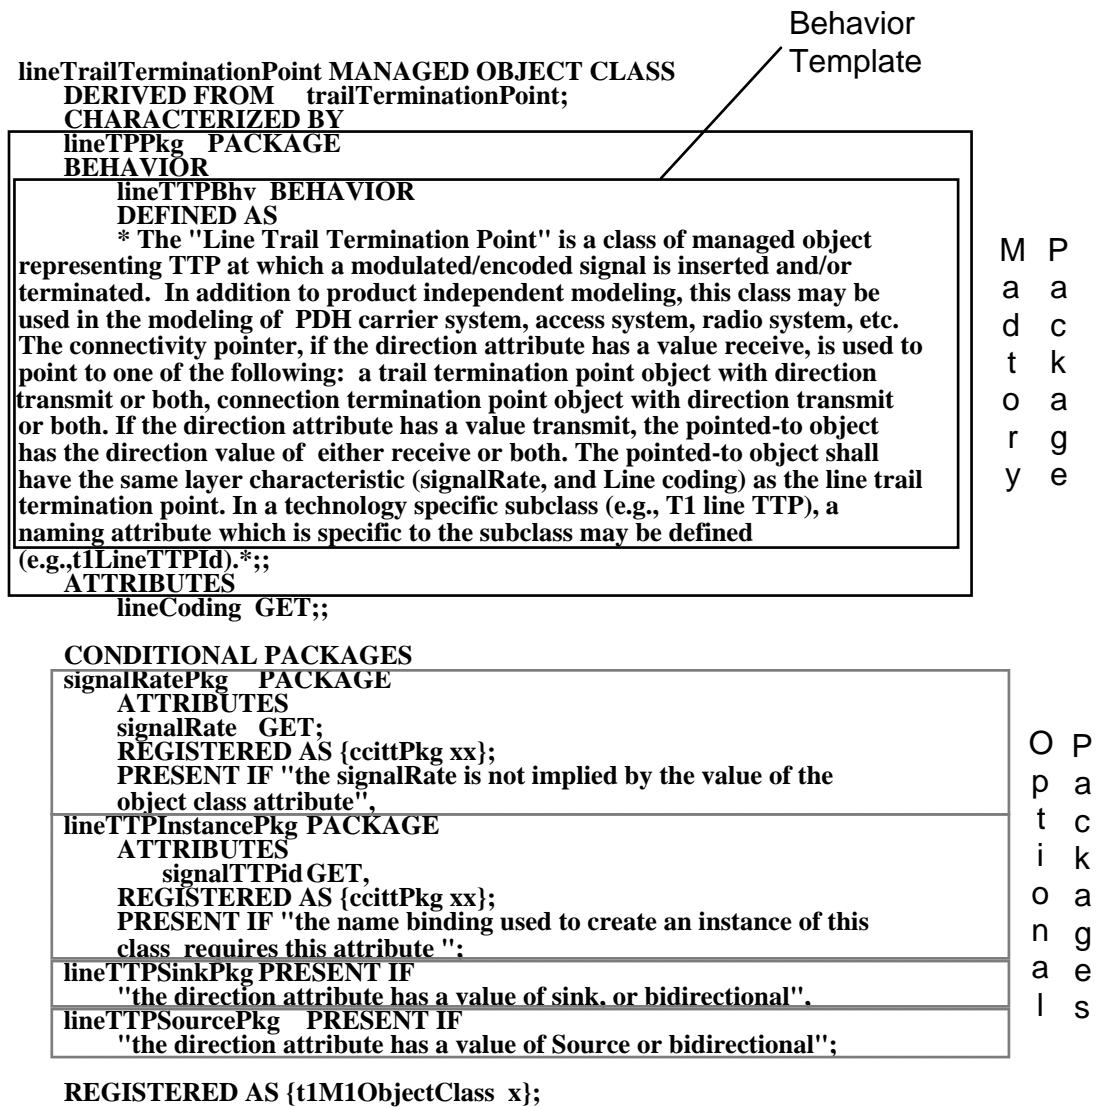 Behavior
Template
lineTrailTerminationPoint MANAGED OBJECT CLASS
DERIVED FROM trailTerminationPoint;
CHARACTERIZED BY
lineTPPkg PACKAGE
BEHAVIOR
lineTTPBhv BEHAVIOR
DEFINED AS
* The "Line Trail Termination Point" is a class of managed object
representing TTP at which a modulated/encoded signal is inserted and/or
terminated. In addition to product independent modeling, this class may be
used in the modeling of PDH carrier system, access system, radio system, etc.
The connectivity pointer, if the direction attribute has a value receive, is used to
point to one of the following: a trail termination point object with direction
transmit or both, connection termination point object with direction transmit
or both. If the direction attribute has a value transmit, the pointed-to object
has the direction value of either receive or both. The pointed-to object shall
have the same layer characteristic (signalRate, and Line coding) as the line trail
termination point. In a technology specific subclass (e.g., T1 line TTP), a
naming attribute which is specific to the subclass may be defined
(e.g.,t1LineTTPId).*;;
ATTRIBUTES
lineCoding GET;;
Madtory
Package
CONDITIONAL PACKAGES
signalRatePkg PACKAGE
ATTRIBUTES
signalRate GET;
REGISTERED AS {ccittPkg xx};
PRESENT IF "the signalRate is not implied by the value of the
object class attribute",
lineTTPInstancePkg PACKAGE
ATTRIBUTES
signalTTPid GET,
REGISTERED AS {ccittPkg xx};
PRESENT IF "the name binding used to create an instance of this
class requires this attribute ";
lineTTPSinkPkg PRESENT IF
"the direction attribute has a value of sink, or bidirectional",
lineTTPSourcePkg PRESENT IF
"the direction attribute has a value of Source or bidirectional";
Optional
Packages
REGISTERED AS {t1M1ObjectClass x};